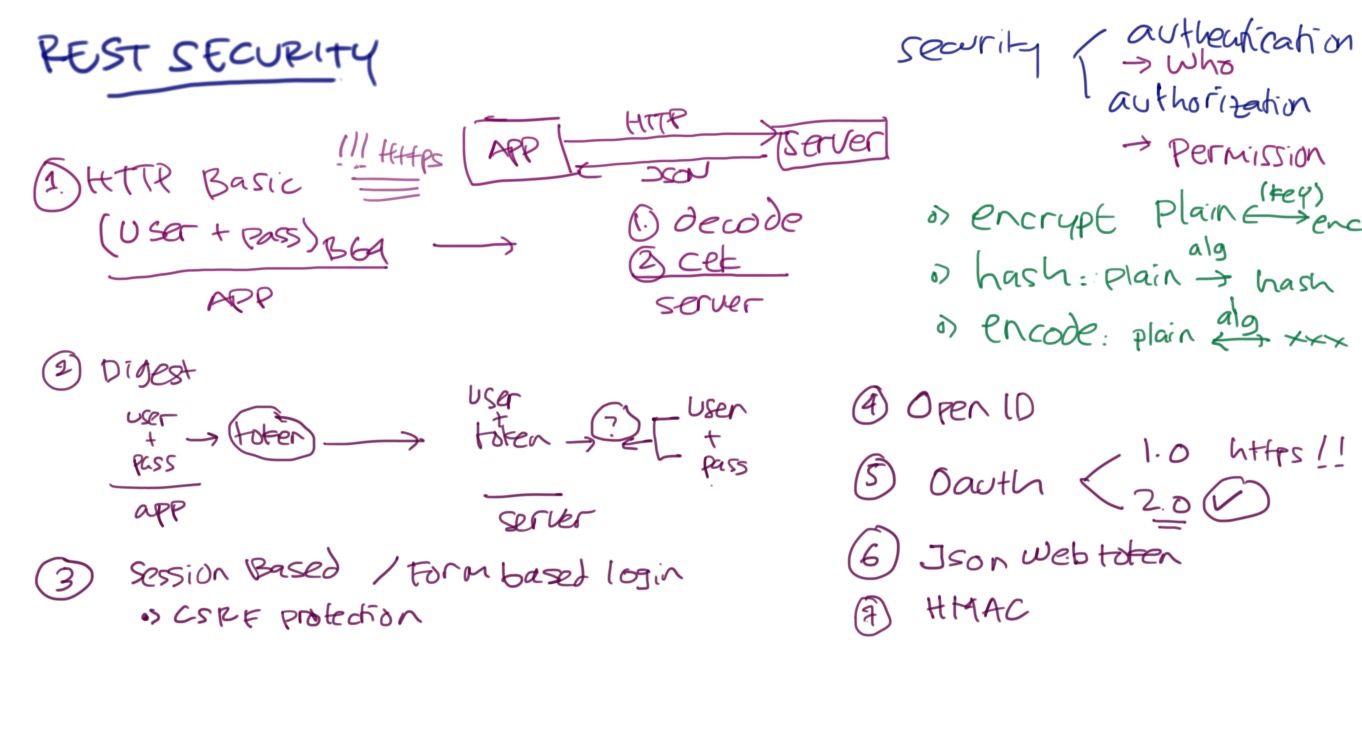 REST SECURITY
security
authentication
→ Who
authorization
→ Permission
HTTP
APP
Server
JSON
!!! Https
1. HTTP Basic
(User + pass)B64
APP
1. decode
2. cek
server
encrypt Plain (key) ⟷ enc
hash: plain alg → hash
encode: plain alg ⟷ xxx
2 Digest
user
+
pass
→ token →
app
user
+
token → ? ←
User
+
pass
server
3 Session Based / Form based login
CSRF protection
4 Open ID
5 Oauth
1.0 https!!
2.0 ✓
6 Json Web token
7 HMAC